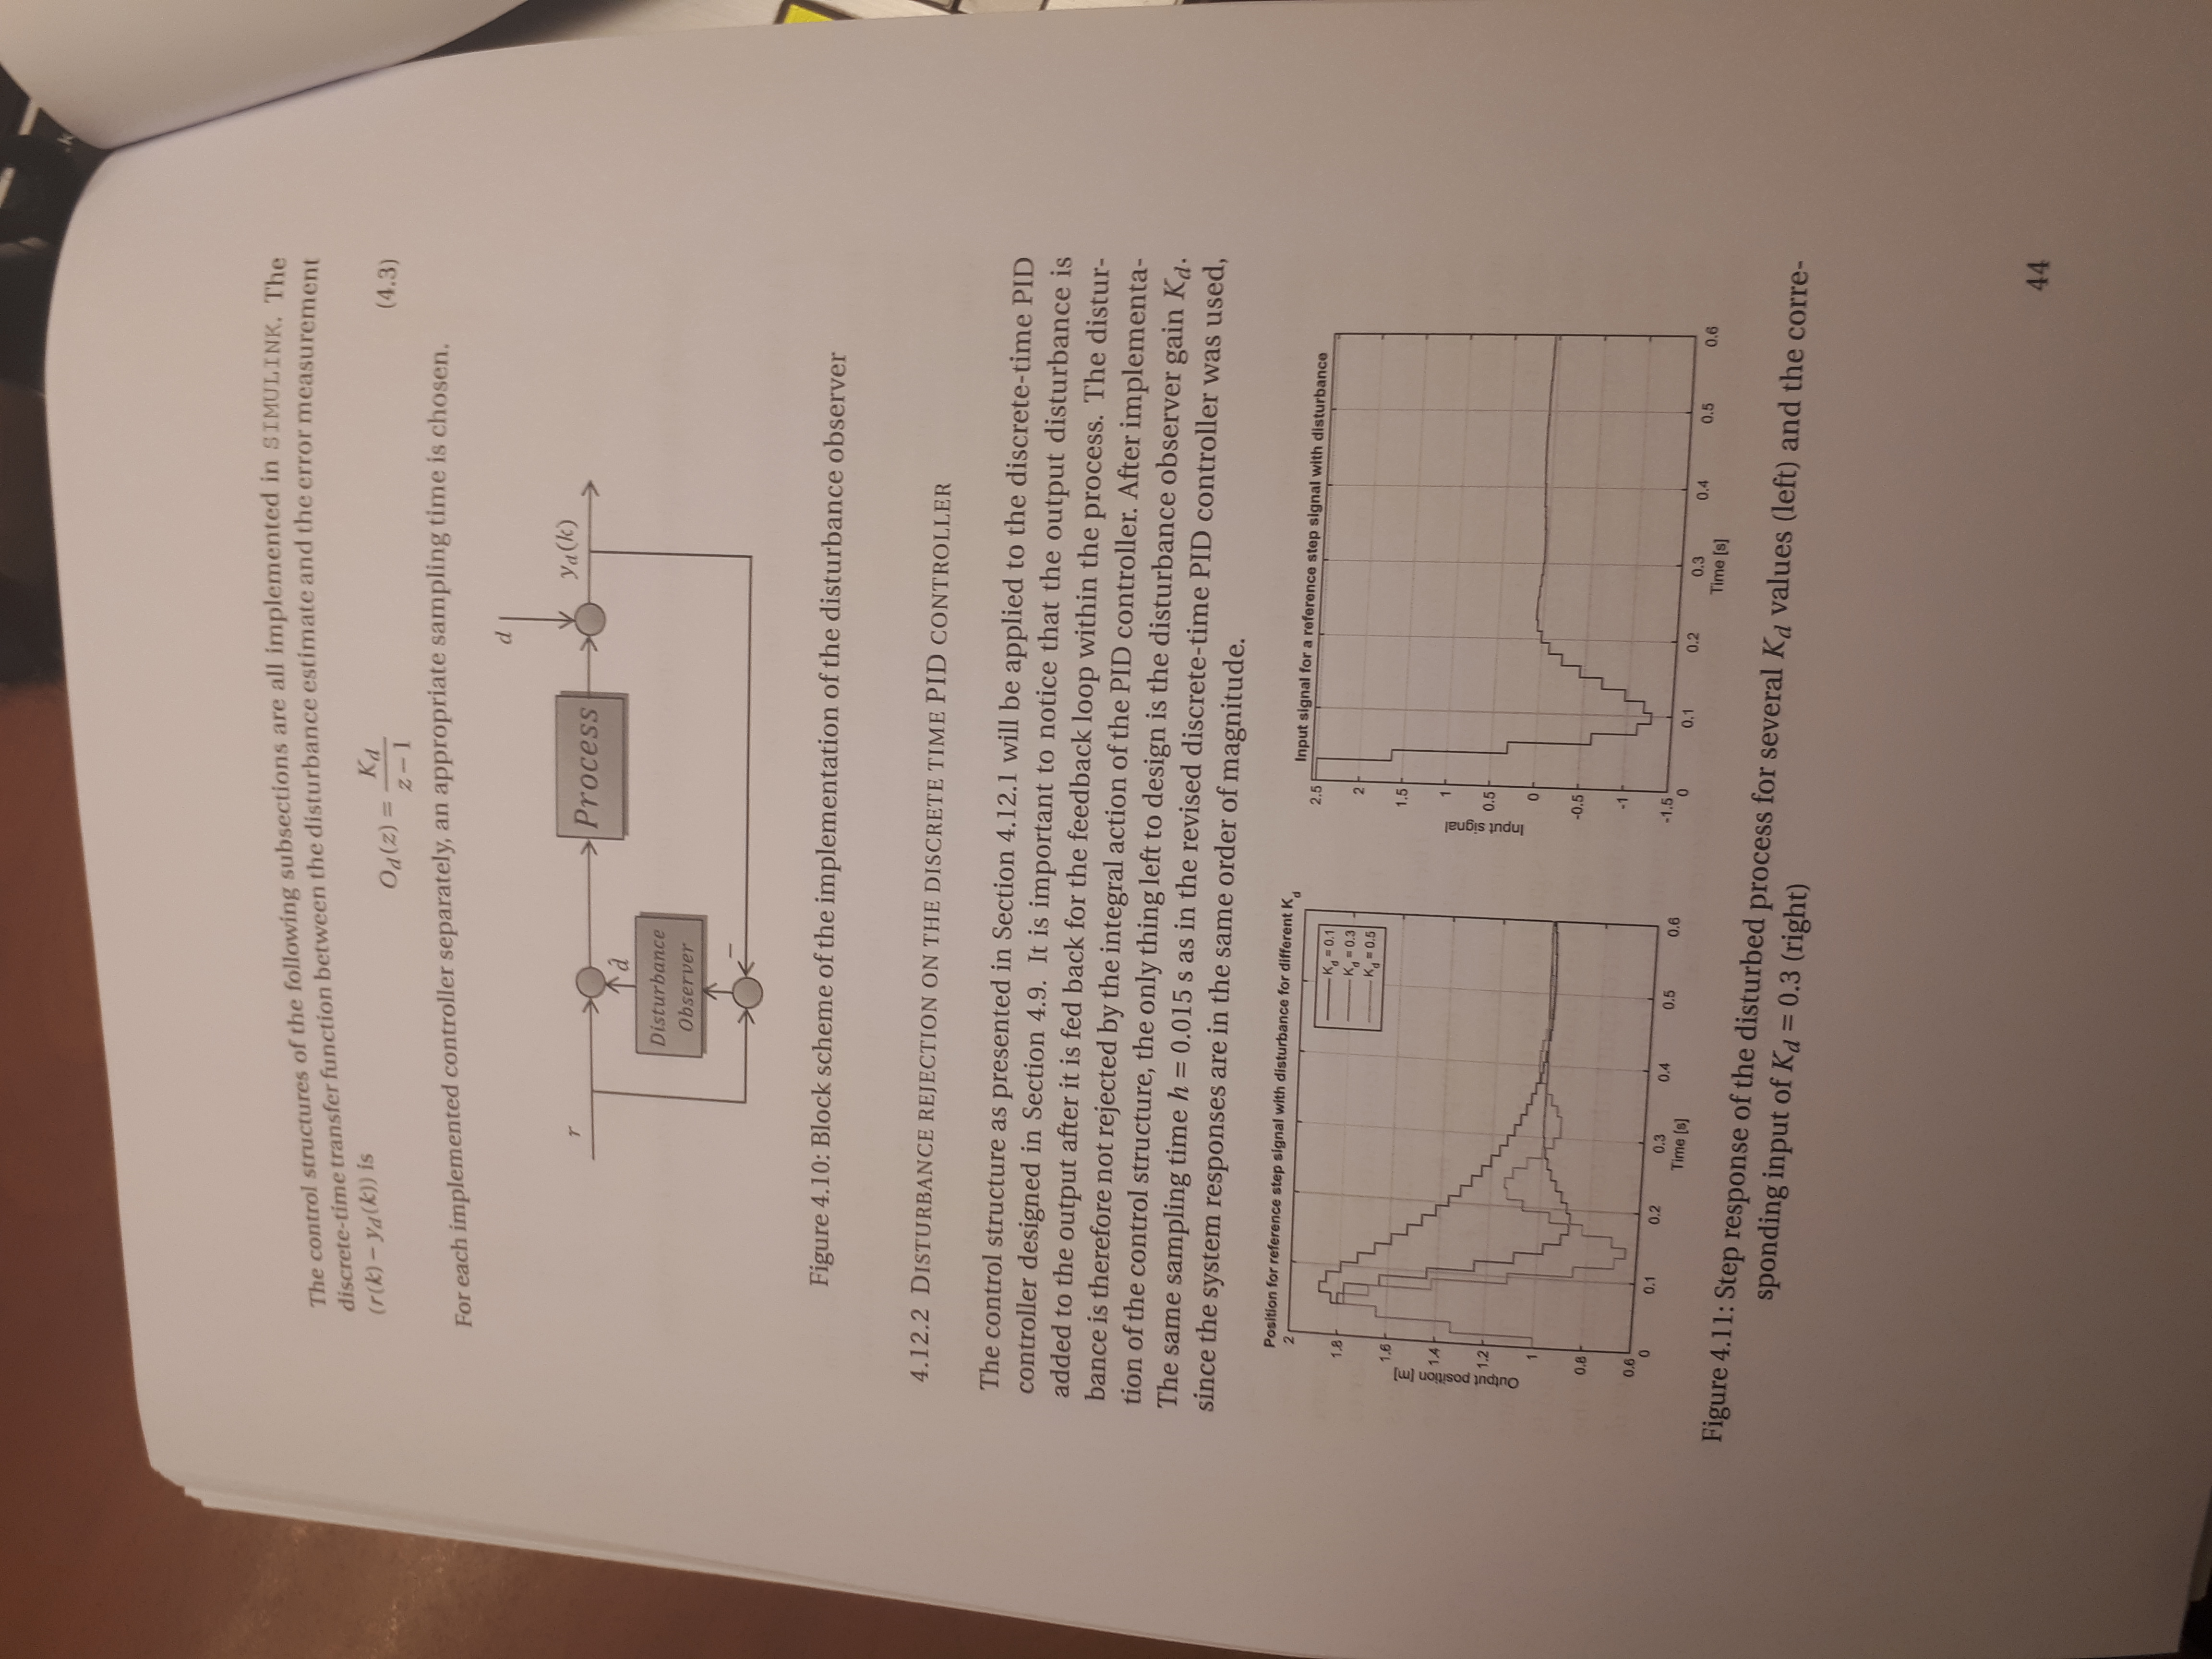 The control structures of the following subsections are all implemented in SIMULINK. The
discrete-time transfer function between the disturbance estimate and the error measurement
(r(k) − y_d(k)) is
O_d(z) = K_d / (z − 1) (4.3)
For each implemented controller separately, an appropriate sampling time is chosen.
d
r
Process
y_d(k)
d̂
Disturbance
Observer
−
Figure 4.10: Block scheme of the implementation of the disturbance observer
4.12.2 DISTURBANCE REJECTION ON THE DISCRETE TIME PID CONTROLLER
The control structure as presented in Section 4.12.1 will be applied to the discrete-time PID
controller designed in Section 4.9. It is important to notice that the output disturbance is
added to the output after it is fed back for the feedback loop within the process. The distur-
bance is therefore not rejected by the integral action of the PID controller. After implementa-
tion of the control structure, the only thing left to design is the disturbance observer gain K_d.
The same sampling time h = 0.015 s as in the revised discrete-time PID controller was used,
since the system responses are in the same order of magnitude.
Position for reference step signal with disturbance for different K_d
2
1.8
1.6
1.4
1.2
1
0.8
0.6
Output position [m]
K_d = 0.1
K_d = 0.3
K_d = 0.5
0 0.1 0.2 0.3 0.4 0.5 0.6
Time [s]
Input signal for a reference step signal with disturbance
2.5
2
1.5
1
0.5
0
-0.5
-1
-1.5
Input signal
0 0.1 0.2 0.3 0.4 0.5 0.6
Time [s]
Figure 4.11: Step response of the disturbed process for several K_d values (left) and the corre-
sponding input of K_d = 0.3 (right)
44